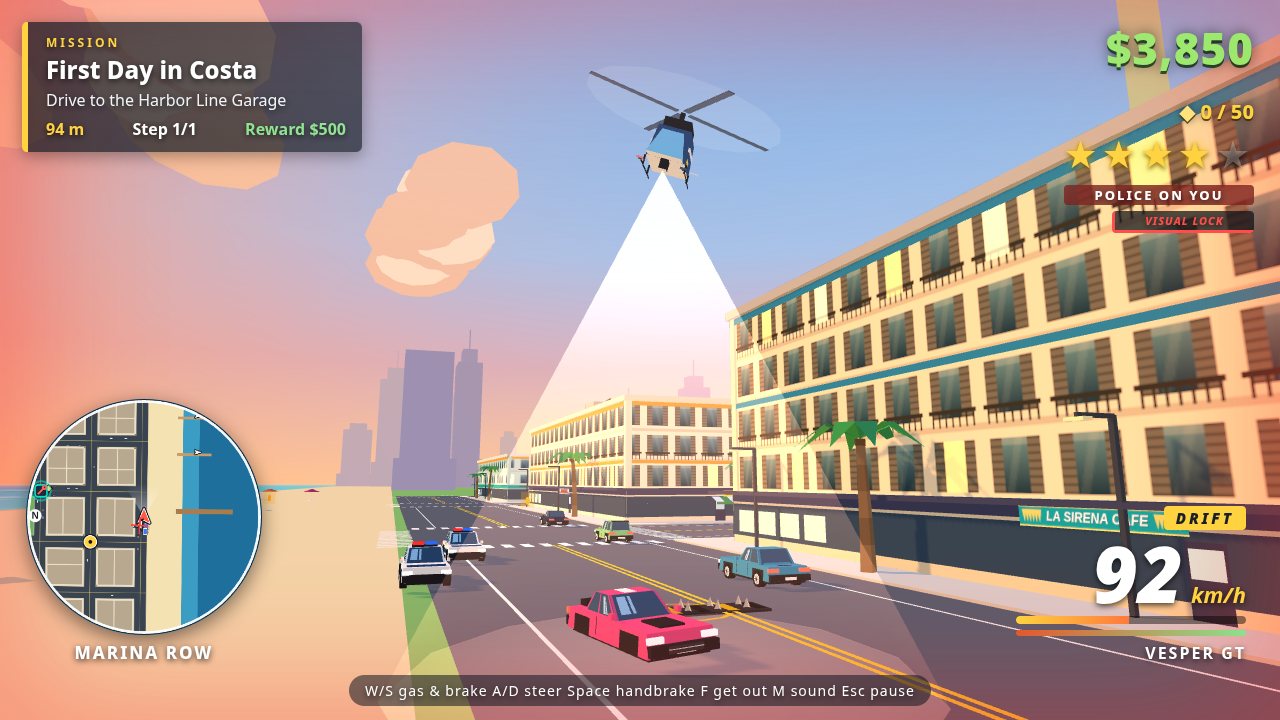 MISSION
First Day in Costa
Drive to the Harbor Line Garage
94 m Step 1/1 Reward $500
$3,850
0 / 50
POLICE ON YOU
VISUAL LOCK
N
MARINA ROW
LA SIRENA CAFE
DRIFT
92 km/h
VESPER GT
W/S gas & brake A/D steer Space handbrake F get out M sound Esc pause